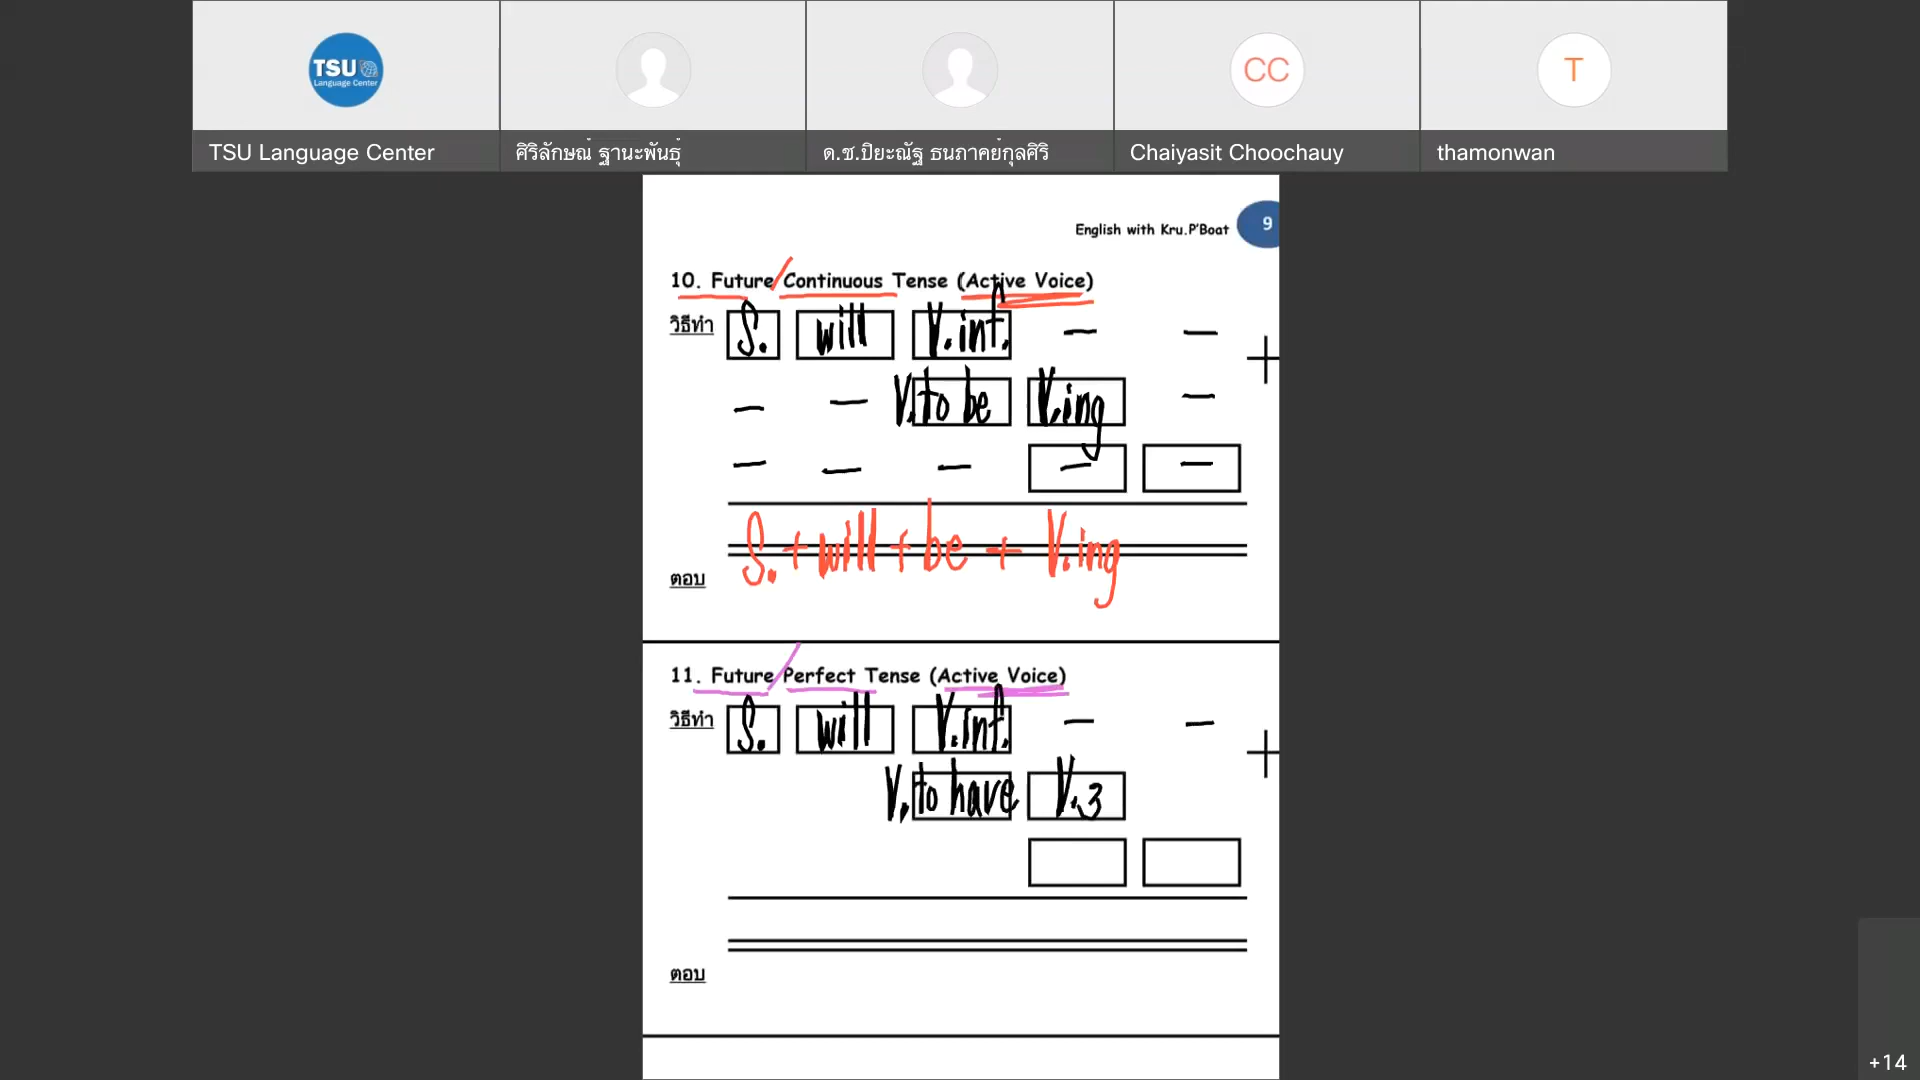 TSU
Language Center
CC
T
TSU Language Center
ศิริลักษณ์ ฐานะพันธุ์
ด.ช.ปิยะณัฐ ธนภาคย์กุลศิริ
Chaiyasit Choochauy
thamonwan
English with Kru.P'Boat
9
10. Future/Continuous Tense (Active Voice)
วิธีทำ S. will V.inf. - -
+
- - V.to be V.ing -
- - - - -
S. + will + be + V.ing
ตอบ
11. Future/Perfect Tense (Active Voice)
วิธีทำ S. will V.inf. - -
+
V.to have V.3
ตอบ
+14